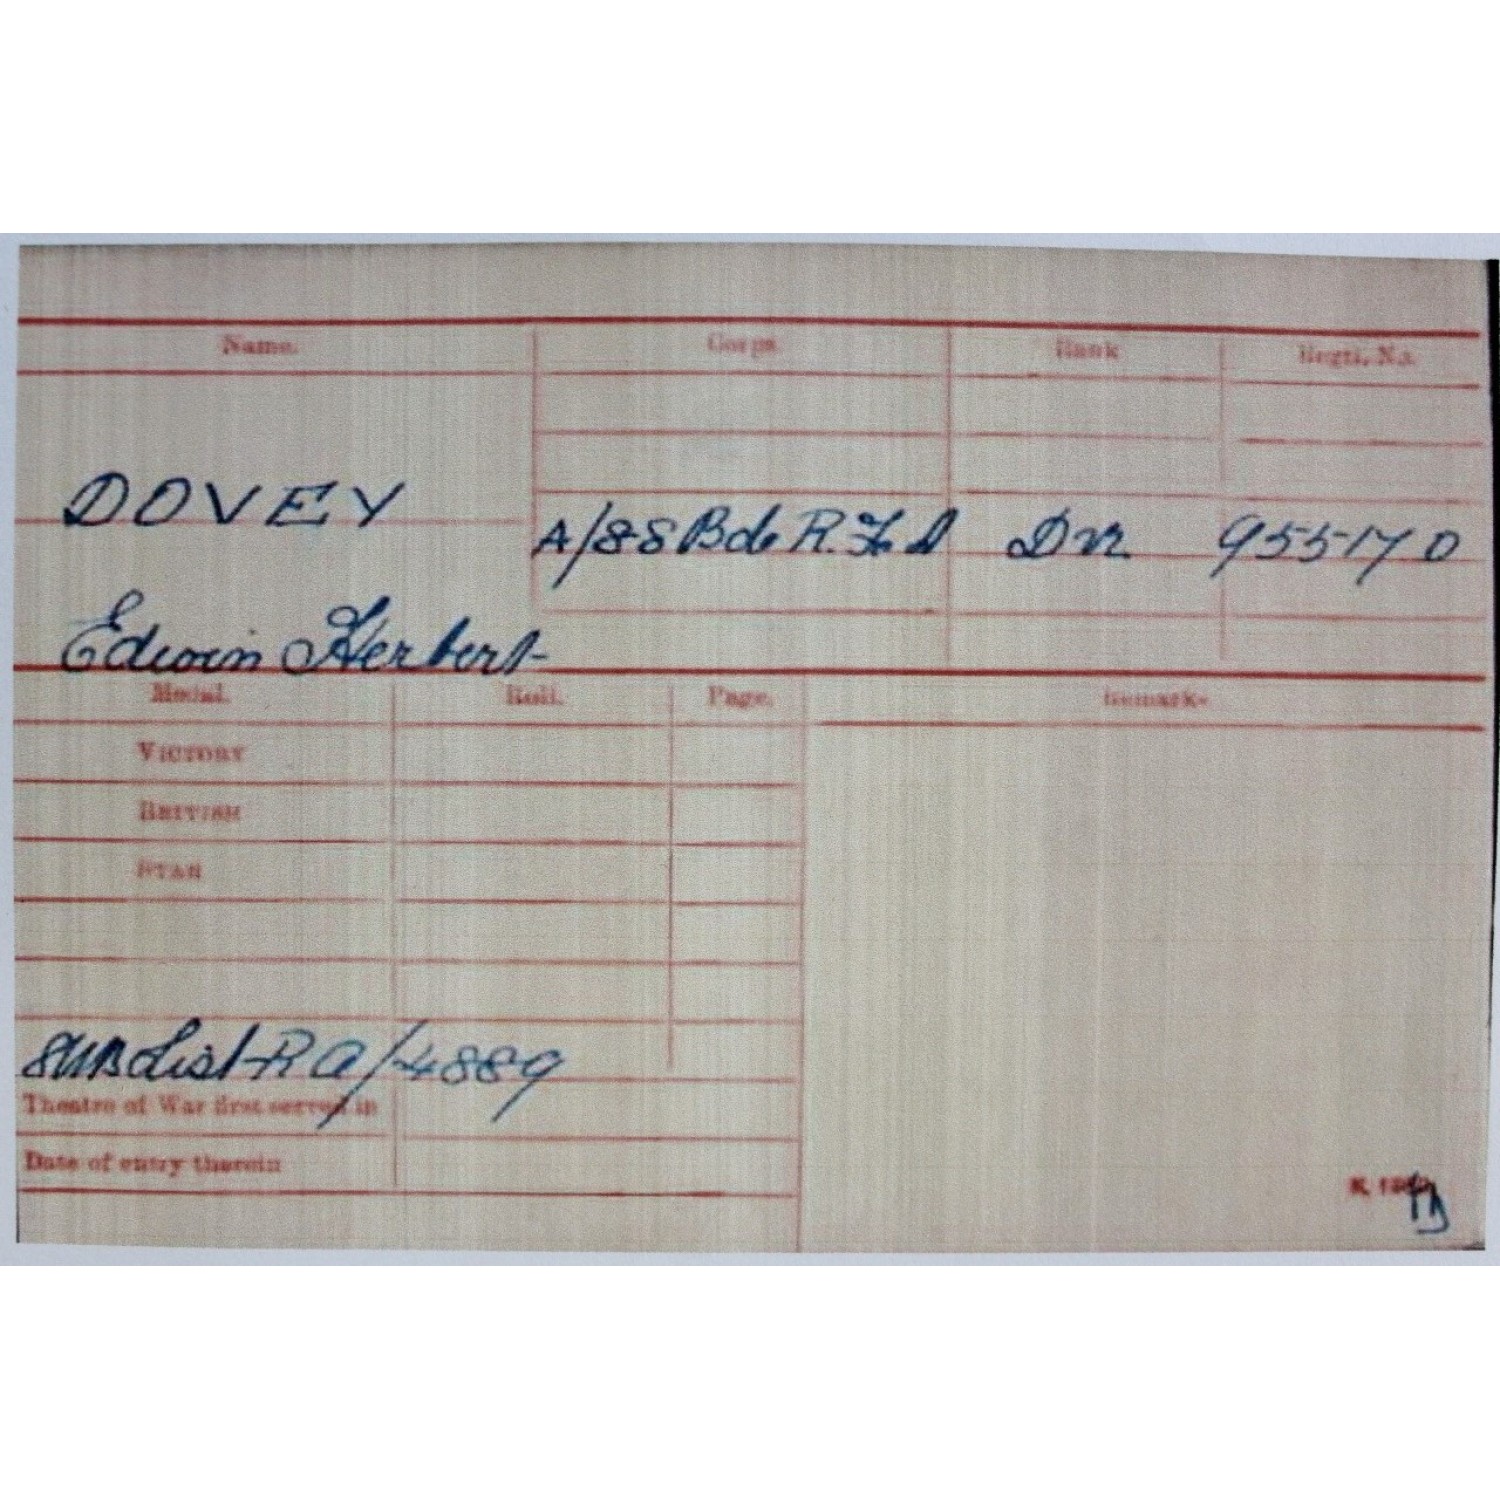 Name. Corps. Rank Regtl. No.
DOVEY
A/88 Bde R.F.A Dvr 955170
Edwin Herbert
Medal. Roll. Page. Remarks
VICTORY
BRITISH
STAR
SWB List RA/4889
Theatre of War first served in
Date of entry therein
K.